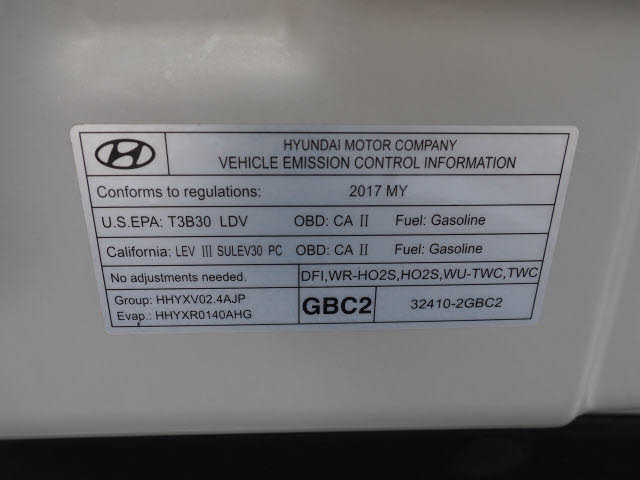 HYUNDAI MOTOR COMPANY
VEHICLE EMISSION CONTROL INFORMATION
Conforms to regulations: 2017 MY
U.S.EPA: T3B30 LDV OBD: CA II Fuel: Gasoline
California: LEV III SULEV30 PC OBD: CA II Fuel: Gasoline
No adjustments needed. DFI,WR-HO2S,HO2S,WU-TWC,TWC
Group: HHYXV02.4AJP
Evap.: HHYXR0140AHG
GBC2 32410-2GBC2